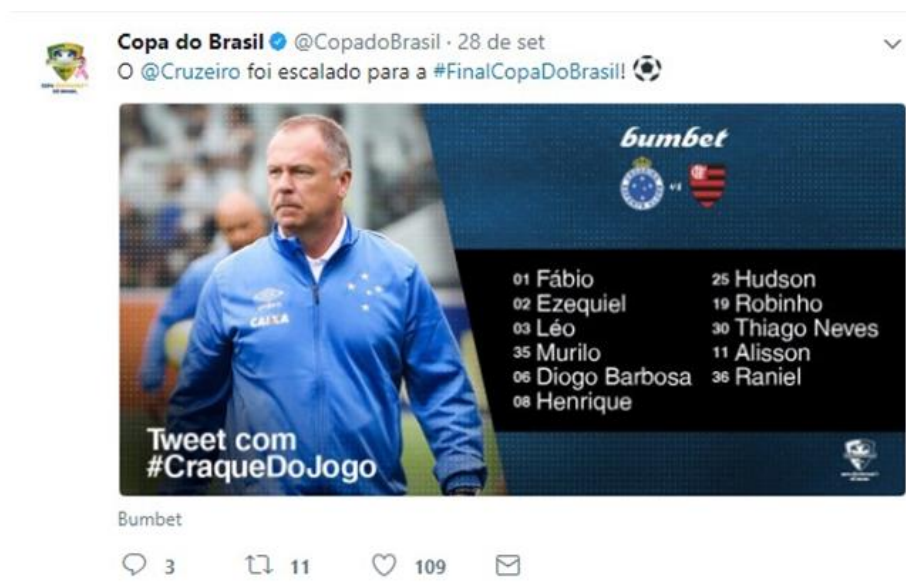 Copa do Brasil @CopadoBrasil · 28 de set
O @Cruzeiro foi escalado para a #FinalCopaDoBrasil!
bumbet
01 Fábio
02 Ezequiel
03 Léo
35 Murilo
06 Diogo Barbosa
08 Henrique
25 Hudson
19 Robinho
30 Thiago Neves
11 Alisson
36 Raniel
umbro
CAIXA
Tweet com
#CraqueDoJogo
Bumbet
3 11 109